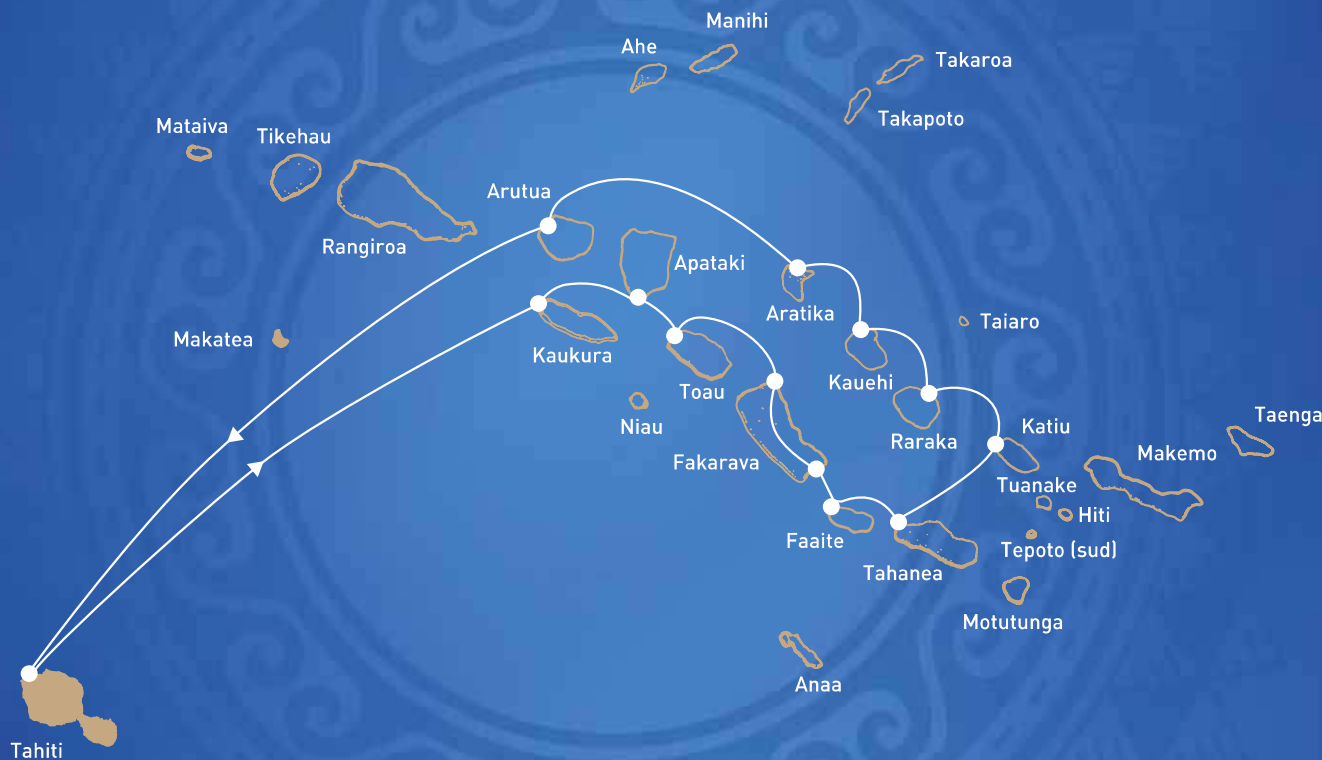 Manihi
Ahe
Takaroa
Takapoto
Mataiva
Tikehau
Arutua
Rangiroa
Apataki
Aratika
Taiaro
Makatea
Kaukura
Kauehi
Toau
Niau
Taenga
Katiu
Raraka
Makemo
Fakarava
Tuanake
Hiti
Faaite
Tepoto (sud)
Tahanea
Motutunga
Anaa
Tahiti